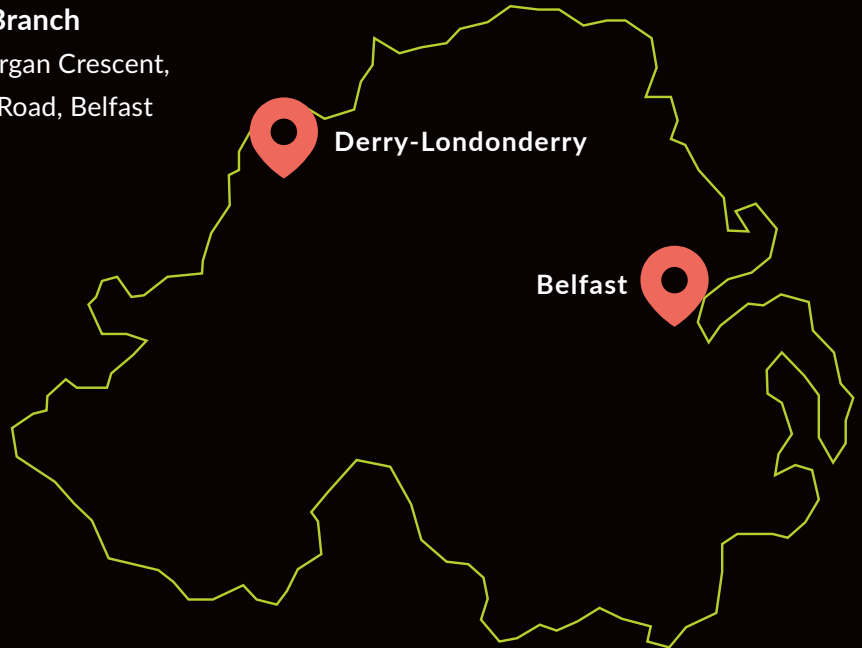 Branch
rgan Crescent,
Road, Belfast
Derry-Londonderry
Belfast